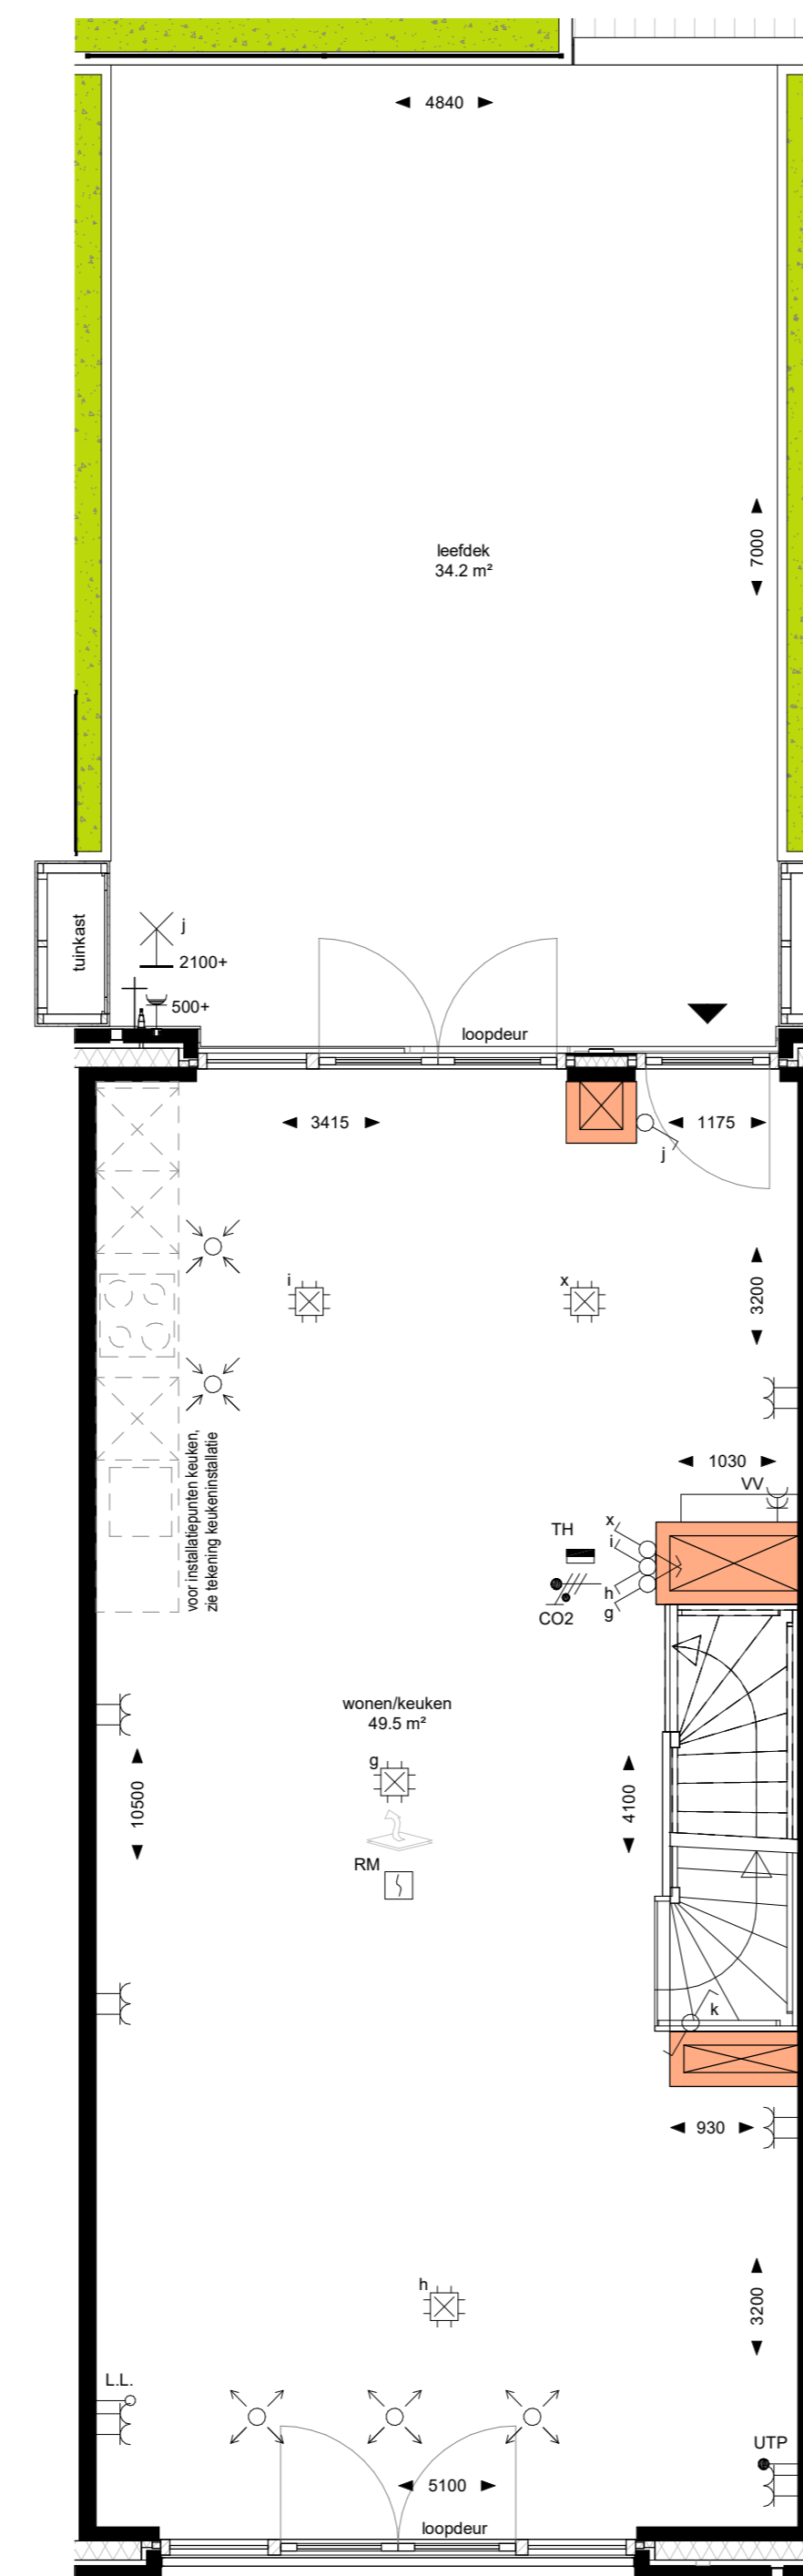 4840
7000
leefdek
34.2 m²
tuinkast
j
2100+
500+
loopdeur
3415
1175
j
i
x
3200
voor installatiepunten keuken,
zie tekening keukeninstallatie
1030
VV
TH
x
i
h
g
CO2
wonen/keuken
49.5 m²
g
10500
4100
RM
k
930
h
3200
L.L.
UTP
5100
loopdeur